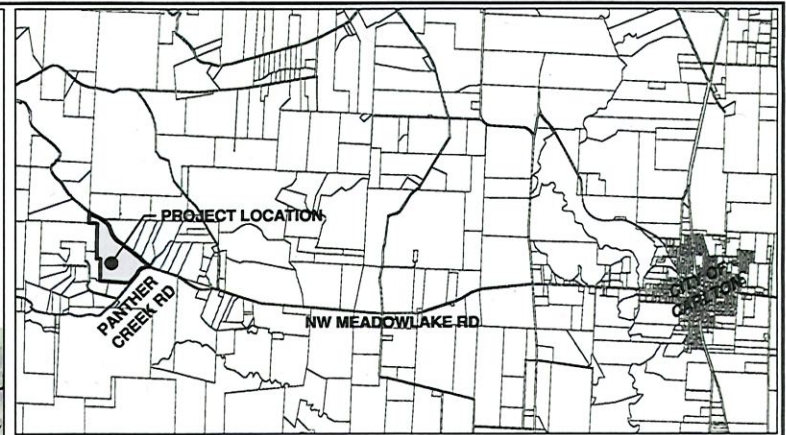 PROJECT LOCATION
PANTHER
CREEK RD
NW MEADOWLAKE RD
CITY OF
CARLTON